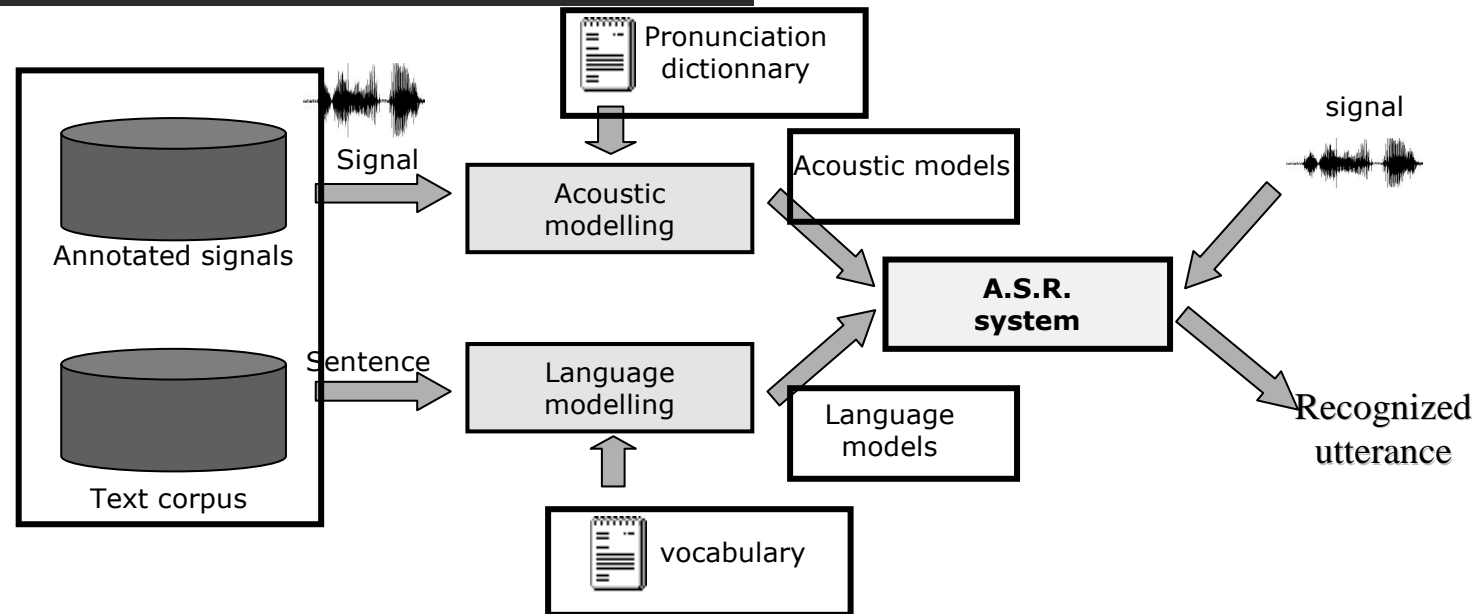 Pronunciation
dictionnary
signal
Signal
Acoustic models
Acoustic
modelling
Annotated signals
A.S.R.
system
Sentence
Language
modelling
Language
models
Recognized
utterance
Text corpus
vocabulary